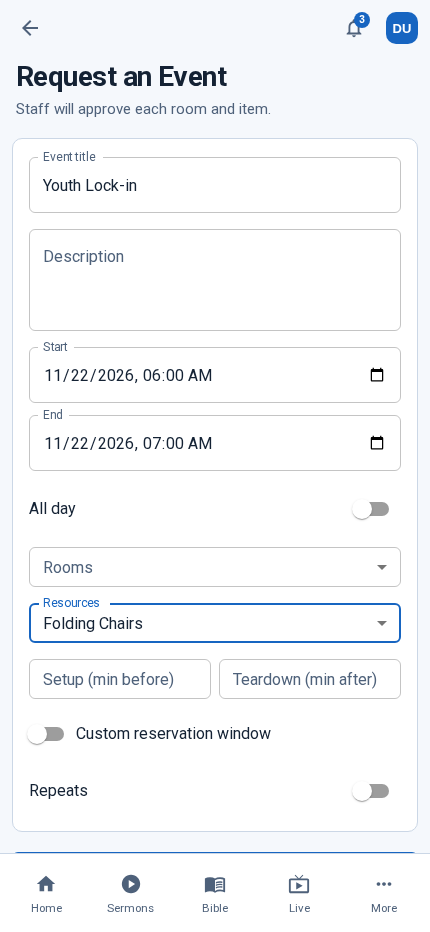 3
DU
Request an Event
Staff will approve each room and item.
Event title
Youth Lock-in
Description
Start
11/22/2026, 06:00 AM
End
11/22/2026, 07:00 AM
All day
Rooms
Resources
Folding Chairs
Setup (min before)
Teardown (min after)
Custom reservation window
Repeats
Home
Sermons
Bible
Live
More